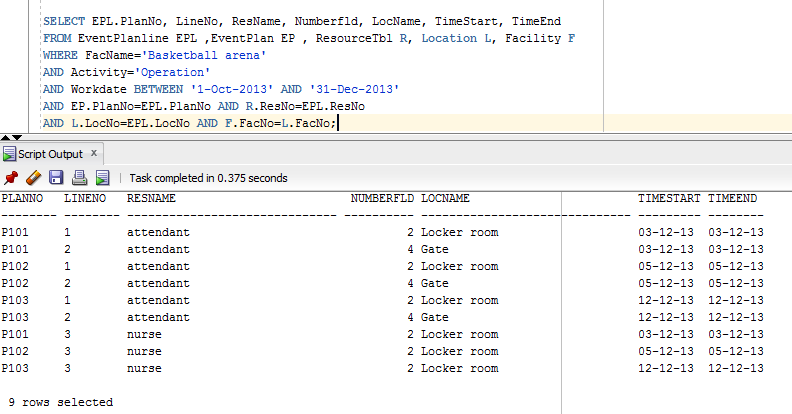 SELECT EPL.PlanNo, LineNo, ResName, Numberfld, LocName, TimeStart, TimeEnd
FROM EventPlanline EPL ,EventPlan EP , ResourceTbl R, Location L, Facility F
WHERE FacName='Basketball arena'
AND Activity='Operation'
AND Workdate BETWEEN '1-Oct-2013' AND '31-Dec-2013'
AND EP.PlanNo=EPL.PlanNo AND R.ResNo=EPL.ResNo
AND L.LocNo=EPL.LocNo AND F.FacNo=L.FacNo;
Script Output x
Task completed in 0.375 seconds
PLANNO LINENO RESNAME NUMBERFLD LOCNAME TIMESTART TIMEEND
P101 1 attendant 2 Locker room 03-12-13 03-12-13
P101 2 attendant 4 Gate 03-12-13 03-12-13
P102 1 attendant 2 Locker room 05-12-13 05-12-13
P102 2 attendant 4 Gate 05-12-13 05-12-13
P103 1 attendant 2 Locker room 12-12-13 12-12-13
P103 2 attendant 4 Gate 12-12-13 12-12-13
P101 3 nurse 2 Locker room 03-12-13 03-12-13
P102 3 nurse 2 Locker room 05-12-13 05-12-13
P103 3 nurse 2 Locker room 12-12-13 12-12-13
9 rows selected